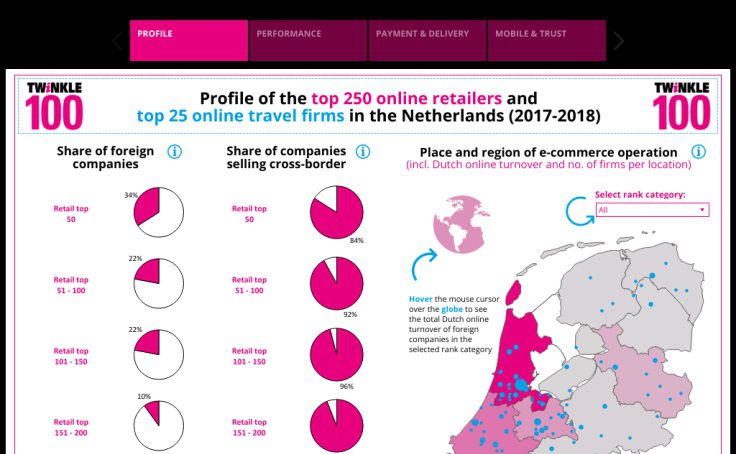 PROFILE
PERFORMANCE
PAYMENT & DELIVERY
MOBILE & TRUST
TWiNKLE
100
Profile of the top 250 online retailers and
top 25 online travel firms in the Netherlands (2017-2018)
TWiNKLE
100
Share of foreign
companies
Share of companies
selling cross-border
Place and region of e-commerce operation
(incl. Dutch online turnover and no. of firms per location)
Select rank category:
All
Retail top
50
34%
Retail top
50
84%
Retail top
51 - 100
22%
Retail top
51 - 100
92%
Hover the mouse cursor
over the globe to see
the total Dutch online
turnover of foreign
companies in the
selected rank category
Retail top
101 - 150
22%
Retail top
101 - 150
96%
Retail top
151 - 200
10%
Retail top
151 - 200